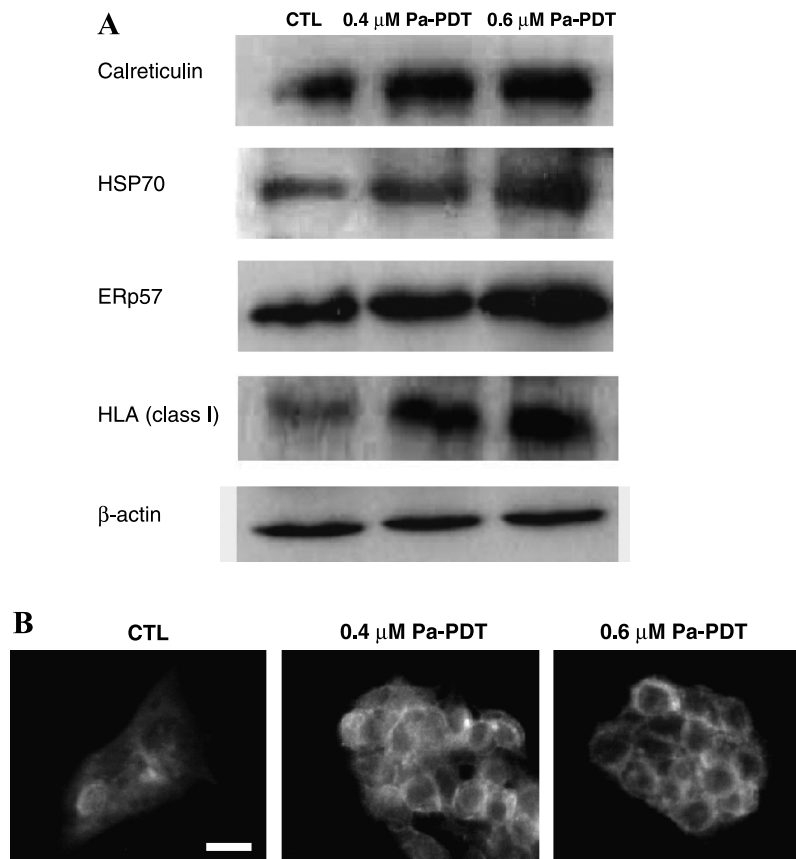 A
CTL 0.4 μM Pa-PDT 0.6 μM Pa-PDT
Calreticulin
HSP70
ERp57
HLA (class I)
β-actin
B
CTL 0.4 μM Pa-PDT 0.6 μM Pa-PDT